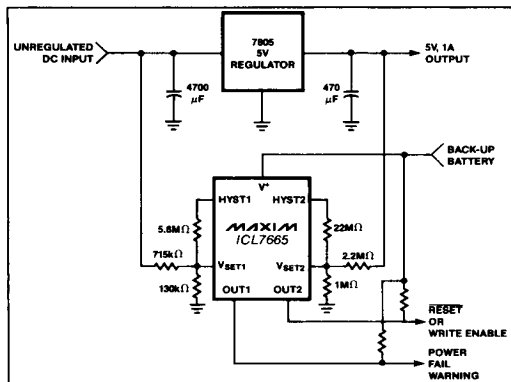 UNREGULATED
DC INPUT
7805
5V
REGULATOR
5V, 1A
OUTPUT
4700
µF
470
µF
BACK-UP
BATTERY
V+
HYST1
HYST2
5.6MΩ
MAXIM
ICL7665
22MΩ
715kΩ
VSET1
VSET2
2.2MΩ
130kΩ
1MΩ
OUT1
OUT2
RESET
OR
WRITE ENABLE
POWER
FAIL
WARNING